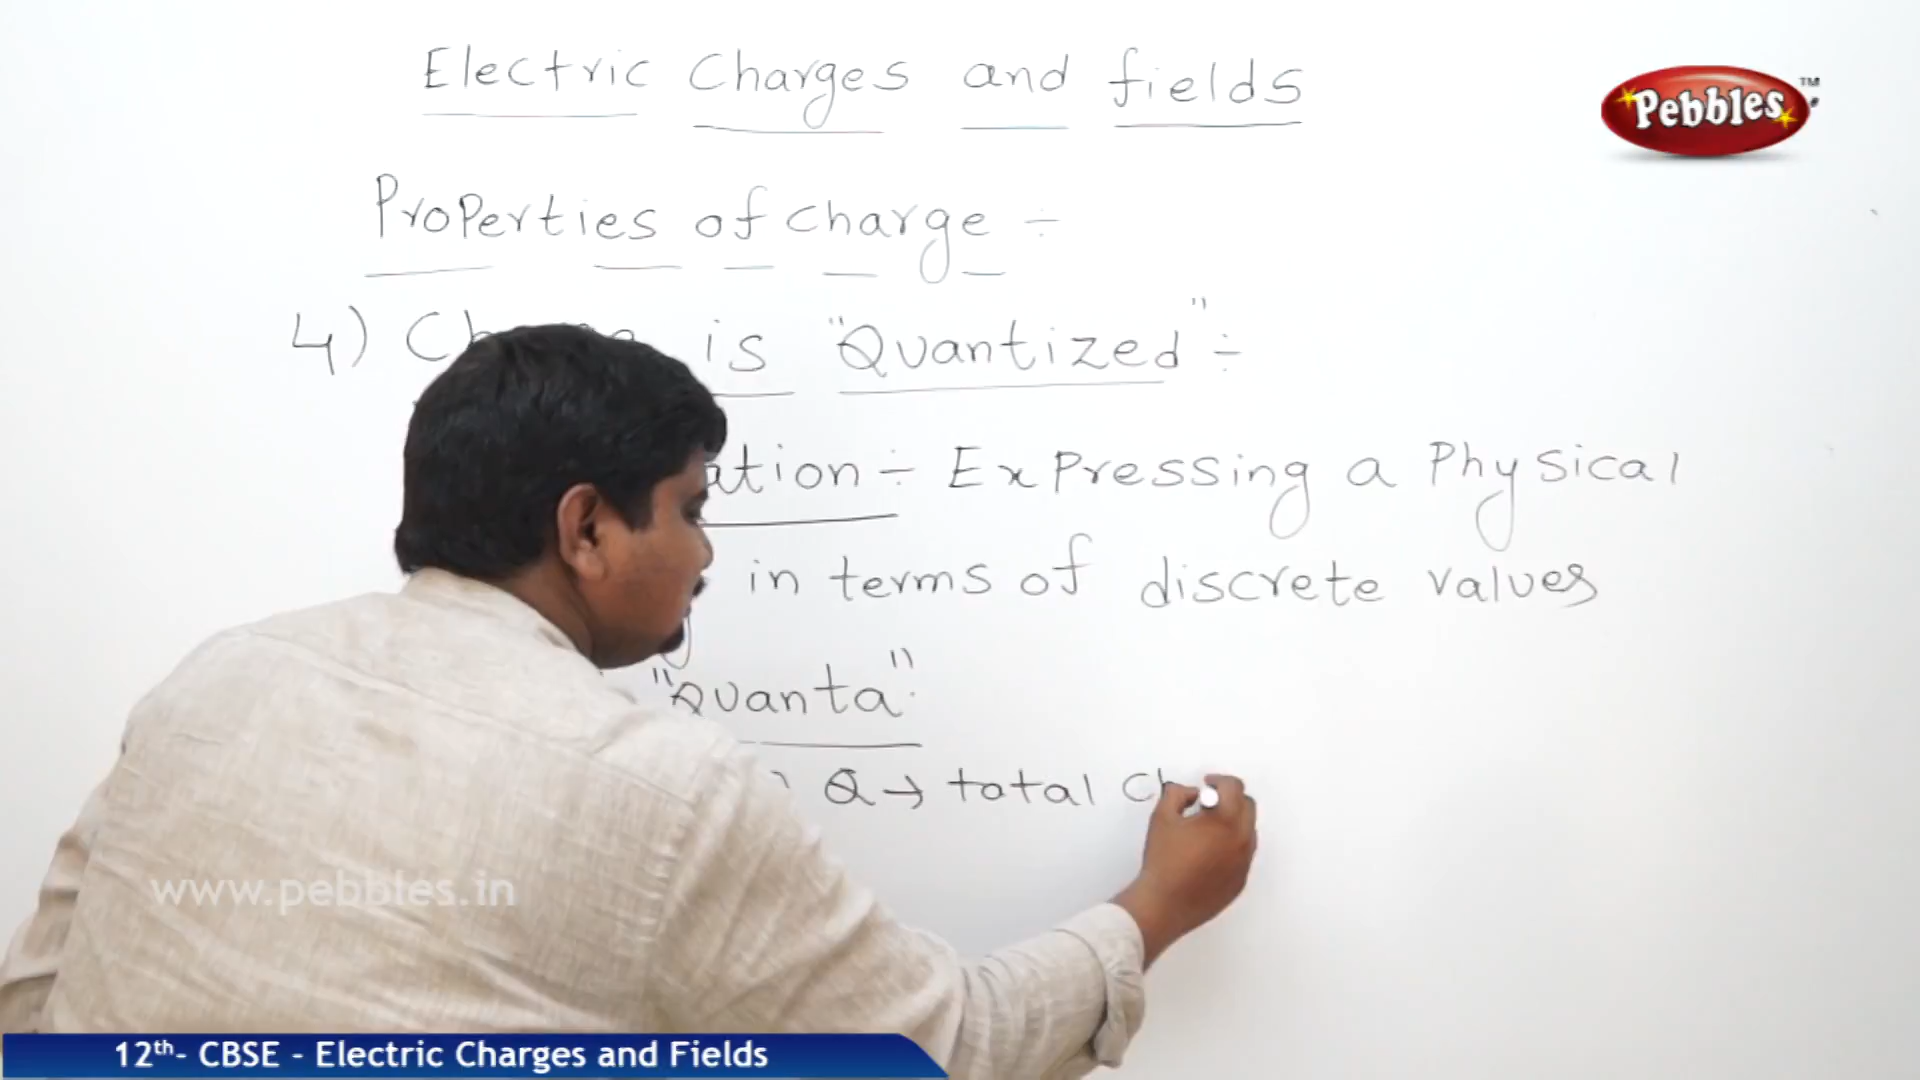 Electric Charges and fields
Pebbles TM
Properties of charge ÷
4) is "Quantized" ÷
ation ÷ Expressing a Physical
in terms of discrete values
"Quanta"
Q → total Ch
www.pebbles.in
12th- CBSE - Electric Charges and Fields